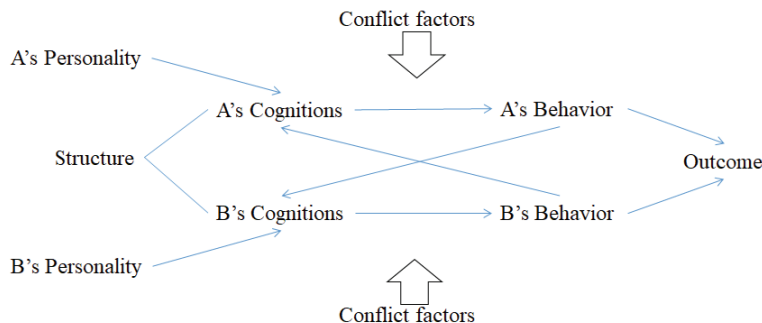 Conflict factors
A's Personality
A's Cognitions
A's Behavior
Structure
Outcome
B's Cognitions
B's Behavior
B's Personality
Conflict factors